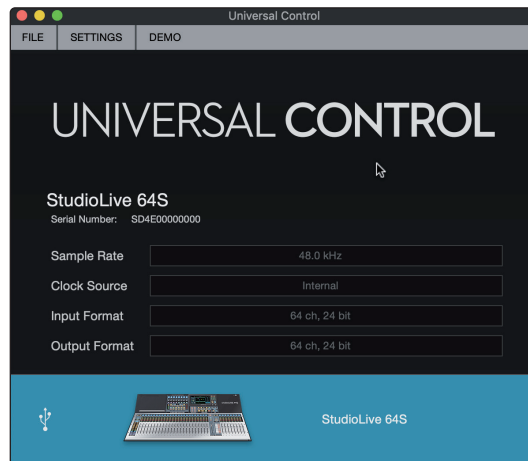 Universal Control
FILE SETTINGS DEMO
UNIVERSAL CONTROL
StudioLive 64S
Serial Number: SD4E00000000
Sample Rate 48.0 kHz
Clock Source Internal
Input Format 64 ch, 24 bit
Output Format 64 ch, 24 bit
StudioLive 64S